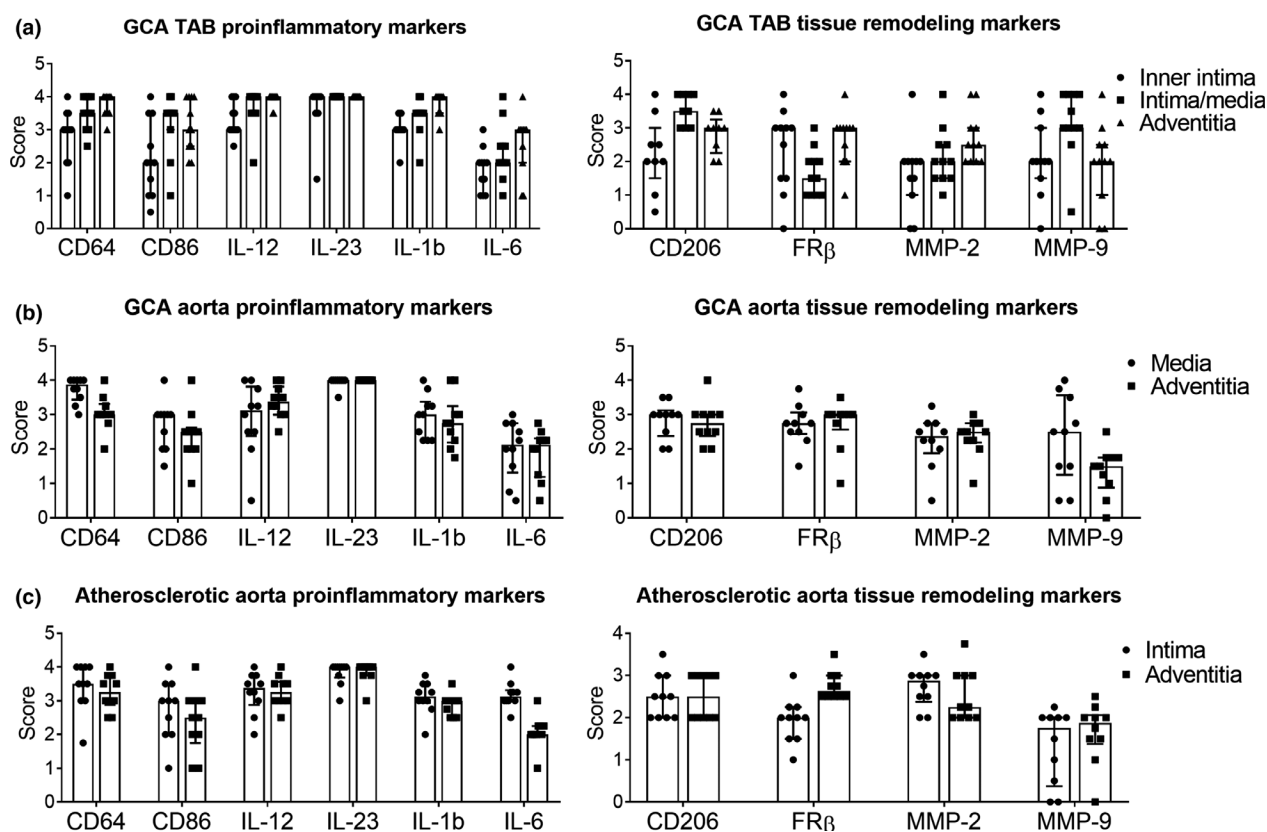 (a)
GCA TAB proinflammatory markers
Score
5
4
3
2
1
0
CD64 CD86 IL-12 IL-23 IL-1b IL-6
GCA TAB tissue remodeling markers
Score
5
4
3
2
1
0
CD206 FRβ MMP-2 MMP-9
Inner intima
Intima/media
Adventitia
(b)
GCA aorta proinflammatory markers
Score
5
4
3
2
1
0
CD64 CD86 IL-12 IL-23 IL-1b IL-6
GCA aorta tissue remodeling markers
Score
5
4
3
2
1
0
CD206 FRβ MMP-2 MMP-9
Media
Adventitia
(c)
Atherosclerotic aorta proinflammatory markers
Score
5
4
3
2
1
0
CD64 CD86 IL-12 IL-23 IL-1b IL-6
Atherosclerotic aorta tissue remodeling markers
Score
4
3
2
1
0
CD206 FRβ MMP-2 MMP-9
Intima
Adventitia